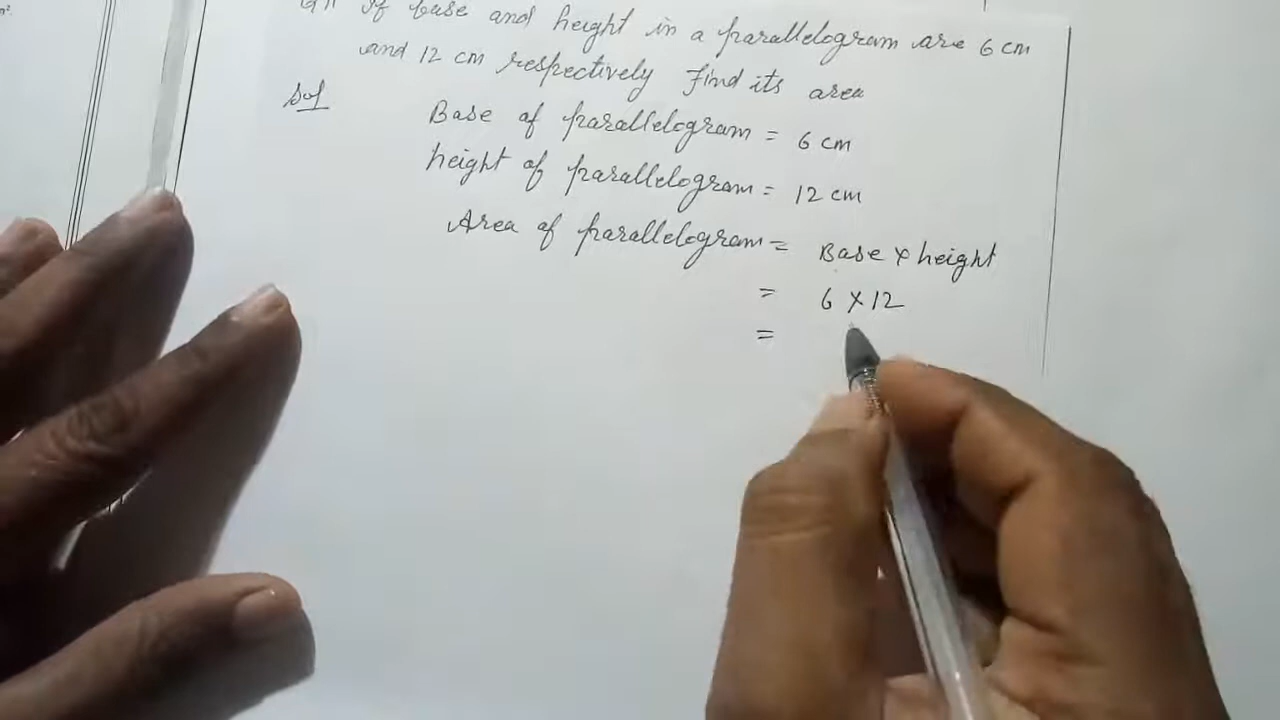 If base and height in a parallelogram are 6 cm
and 12 cm respectively find its area
Sol
Base of parallelogram = 6 cm
height of parallelogram = 12 cm
Area of parallelogram = Base × height
= 6 × 12
=